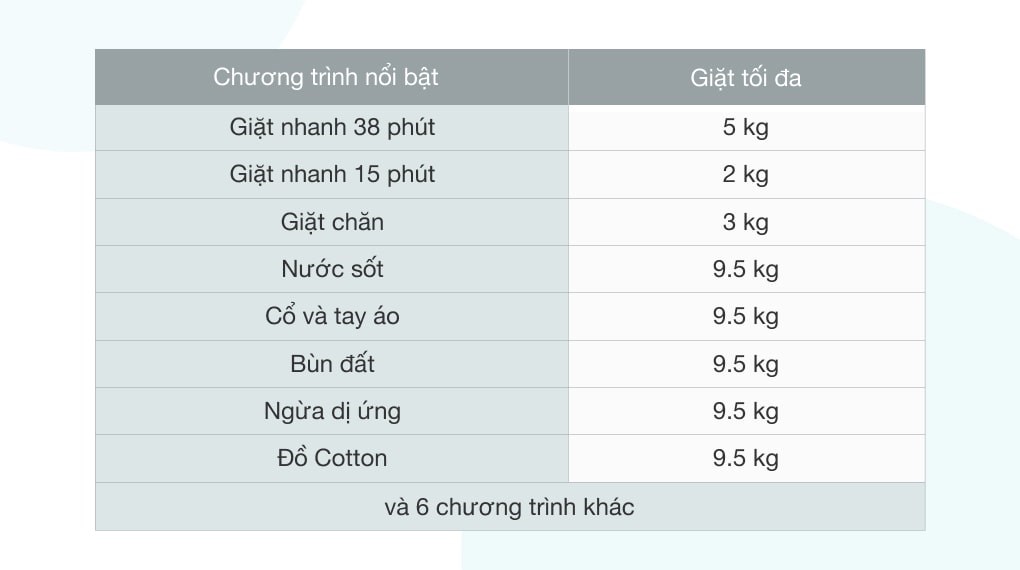 Chương trình nổi bật Giặt tối đa
Giặt nhanh 38 phút 5 kg
Giặt nhanh 15 phút 2 kg
Giặt chăn 3 kg
Nước sốt 9.5 kg
Cổ và tay áo 9.5 kg
Bùn đất 9.5 kg
Ngừa dị ứng 9.5 kg
Đồ Cotton 9.5 kg
và 6 chương trình khác